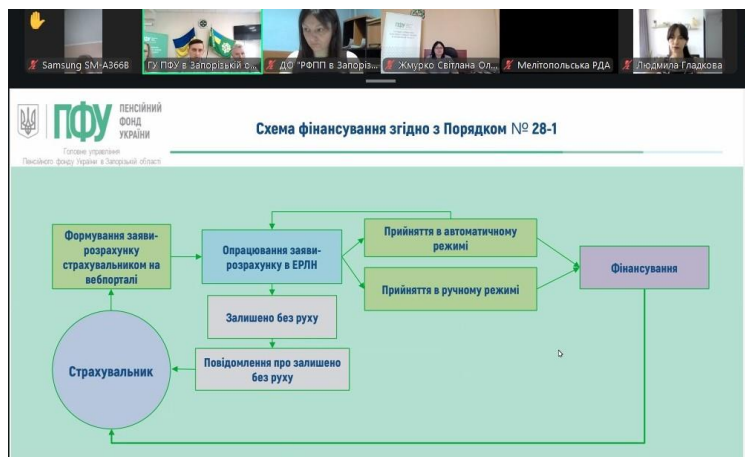 Samsung SM-A366B
ГУ ПФУ в Запорізькій о...
ДО "РФПП в Запоріз...
Жмурко Світлана Ол...
Мелітопольська РДА
Людмила Гладкова
ПФУ
ПЕНСІЙНИЙ
ФОНД
УКРАЇНИ
Головне управління
Пенсійного фонду України в Запорізькій області
Схема фінансування згідно з Порядком № 28-1
Формування заяви-
розрахунку
страхувальником на
вебпорталі
Опрацювання заяви-
розрахунку в ЕРЛН
Прийняття в автоматичному
режимі
Прийняття в ручному режимі
Фінансування
Залишено без руху
Повідомлення про залишено
без руху
Страхувальник